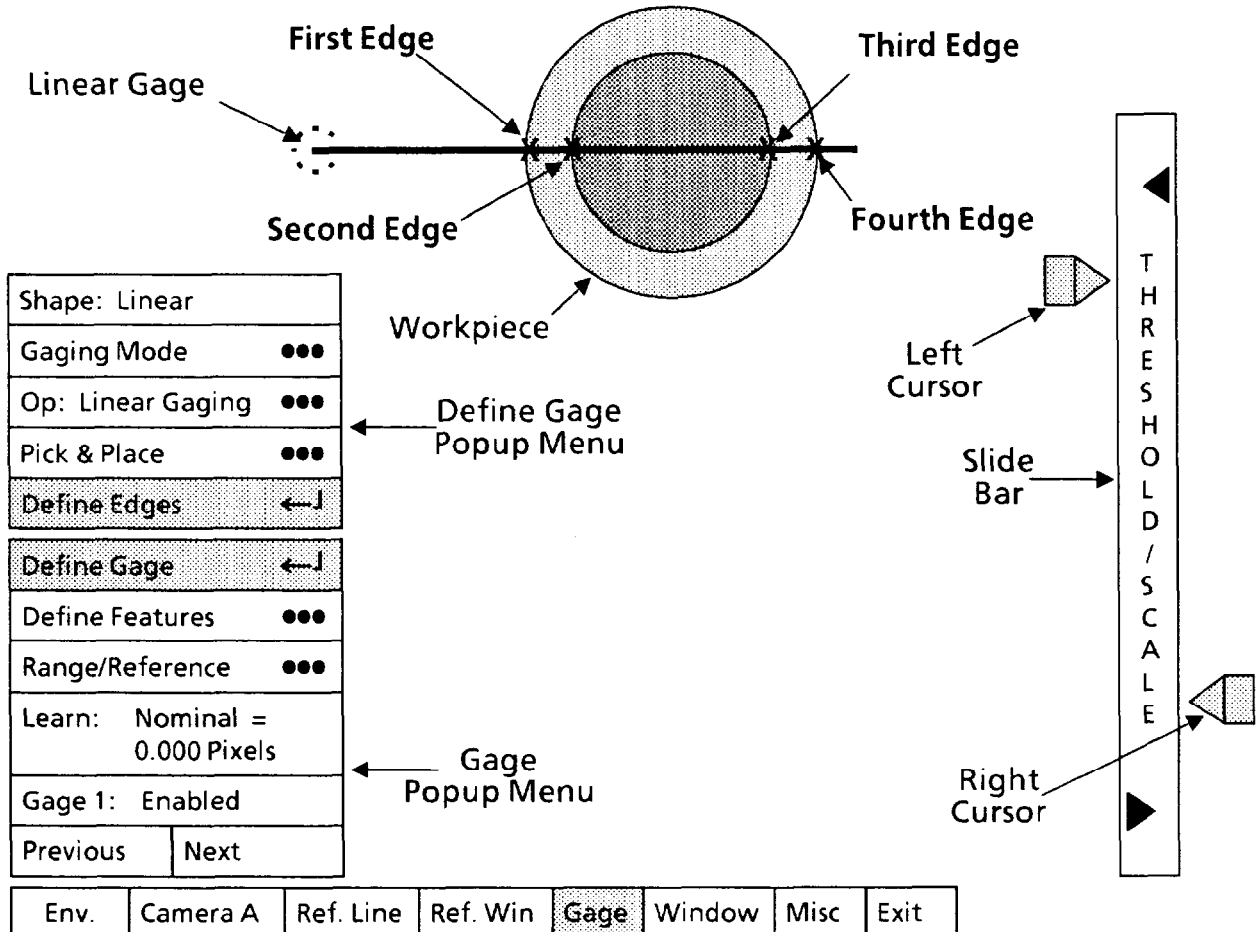 First Edge
Third Edge
Linear Gage
Second Edge
Fourth Edge
Workpiece
Left
Cursor
Shape: Linear
Gaging Mode ●●●
Op: Linear Gaging ●●●
Pick & Place ●●●
Define Edges
Define Gage
Popup Menu
Slide
Bar
THRESHOLD/SCALE
Define Gage
Define Features ●●●
Range/Reference ●●●
Learn: Nominal =
0.000 Pixels
Gage 1: Enabled
Previous Next
Gage
Popup Menu
Right
Cursor
Env. Camera A Ref. Line Ref. Win Gage Window Misc Exit